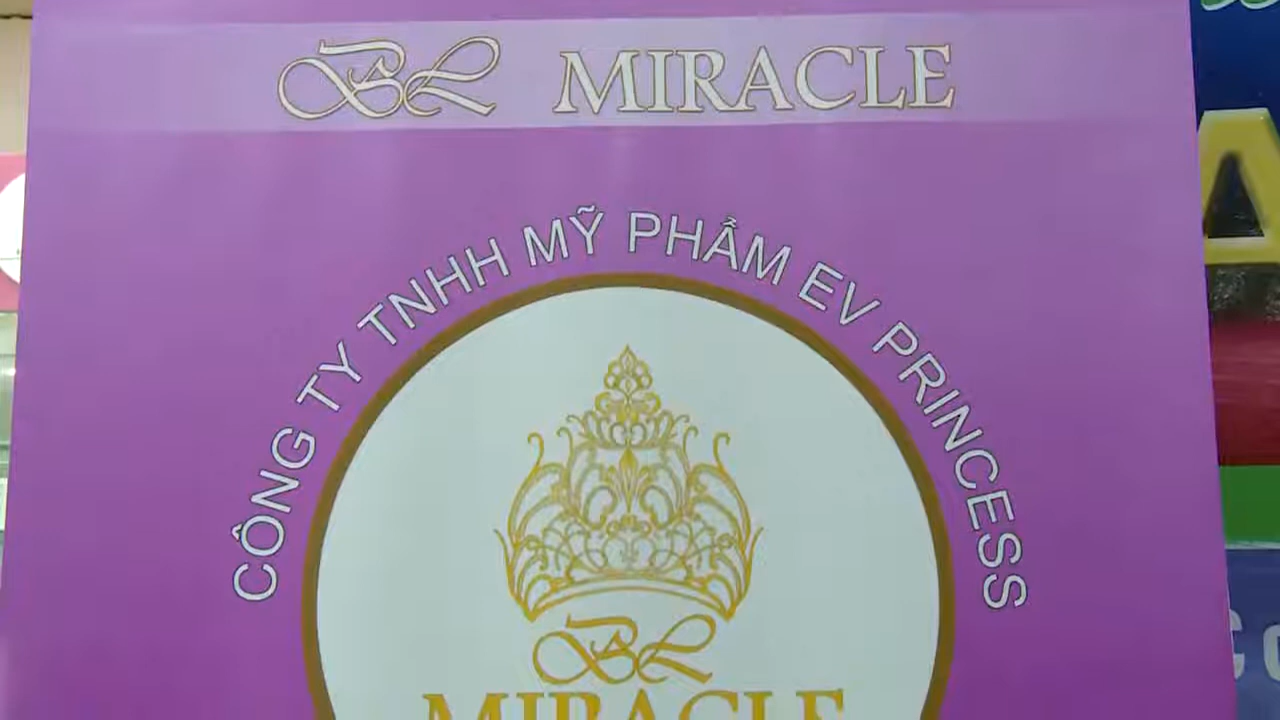 BL MIRACLE
CÔNG TY TNHH MỸ PHẨM EV PRINCESS
BL
MIRACLE
A